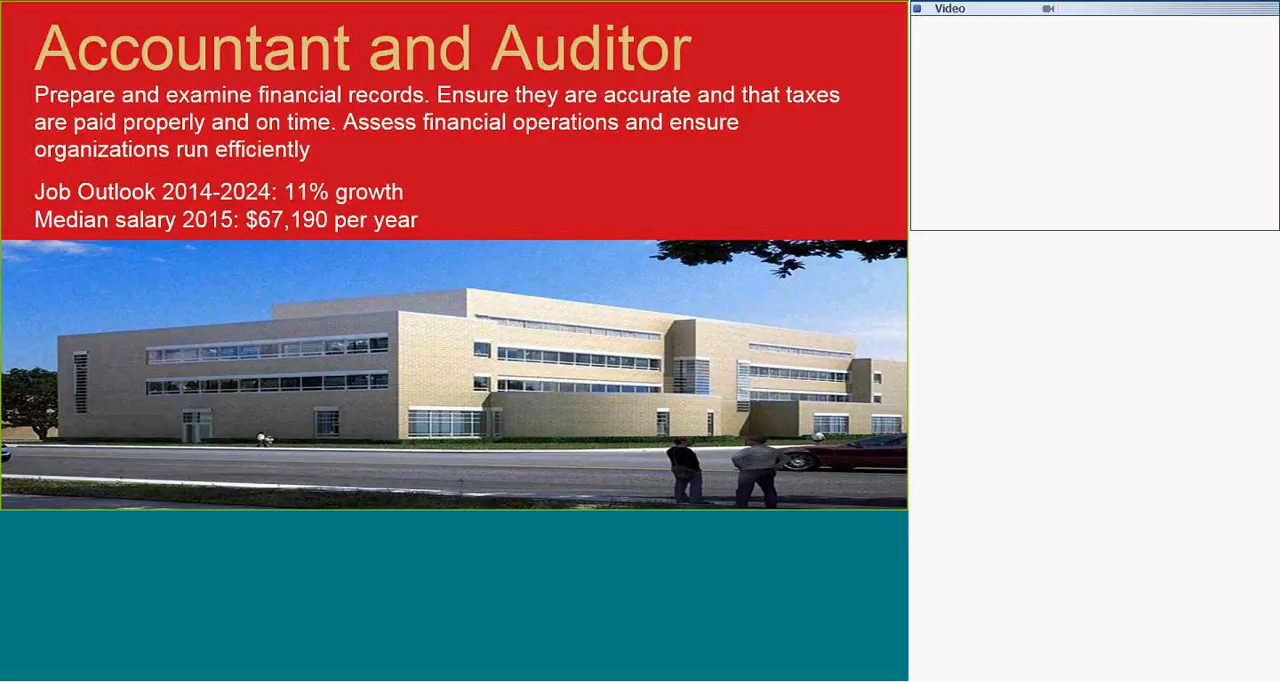 Accountant and Auditor
Prepare and examine financial records. Ensure they are accurate and that taxes
are paid properly and on time. Assess financial operations and ensure
organizations run efficiently
Job Outlook 2014-2024: 11% growth
Median salary 2015: $67,190 per year
Video